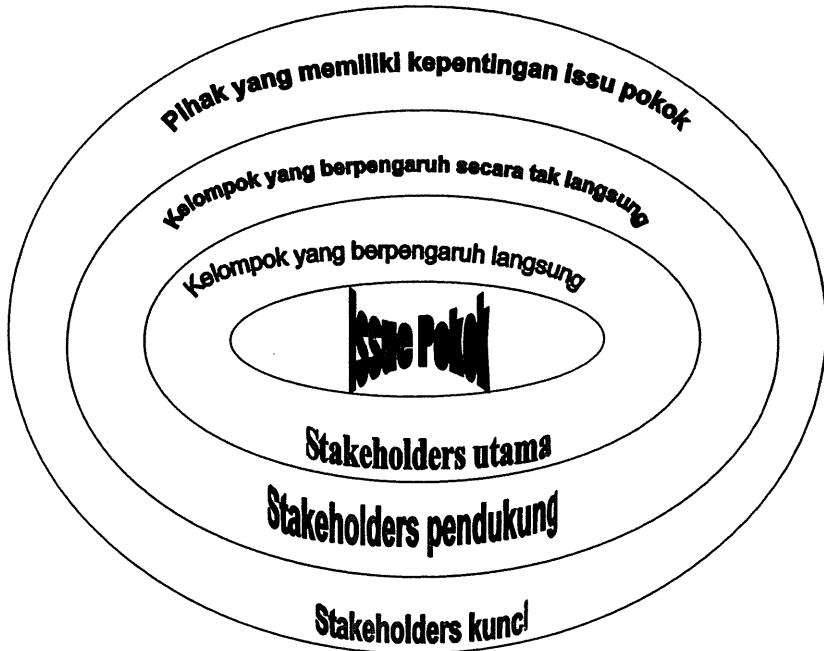 Pihak yang memiliki kepentingan issu pokok
Kelompok yang berpengaruh secara tak langsung
Kelompok yang berpengaruh langsung
Issue Pokok
Stakeholders utama
Stakeholders pendukung
Stakeholders kunci